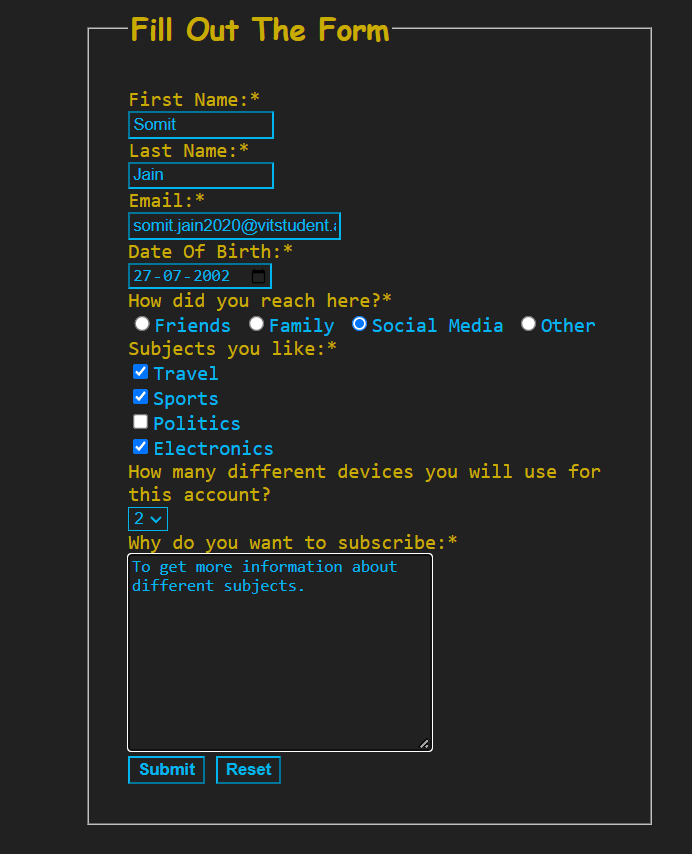 Fill Out The Form
First Name:*
Somit
Last Name:*
Jain
Email:*
somit.jain2020@vitstudent.
Date Of Birth:*
27-07-2002
How did you reach here?*
Friends Family Social Media Other
Subjects you like:*
Travel
Sports
Politics
Electronics
How many different devices you will use for
this account?
2
Why do you want to subscribe:*
To get more information about
different subjects.
Submit Reset